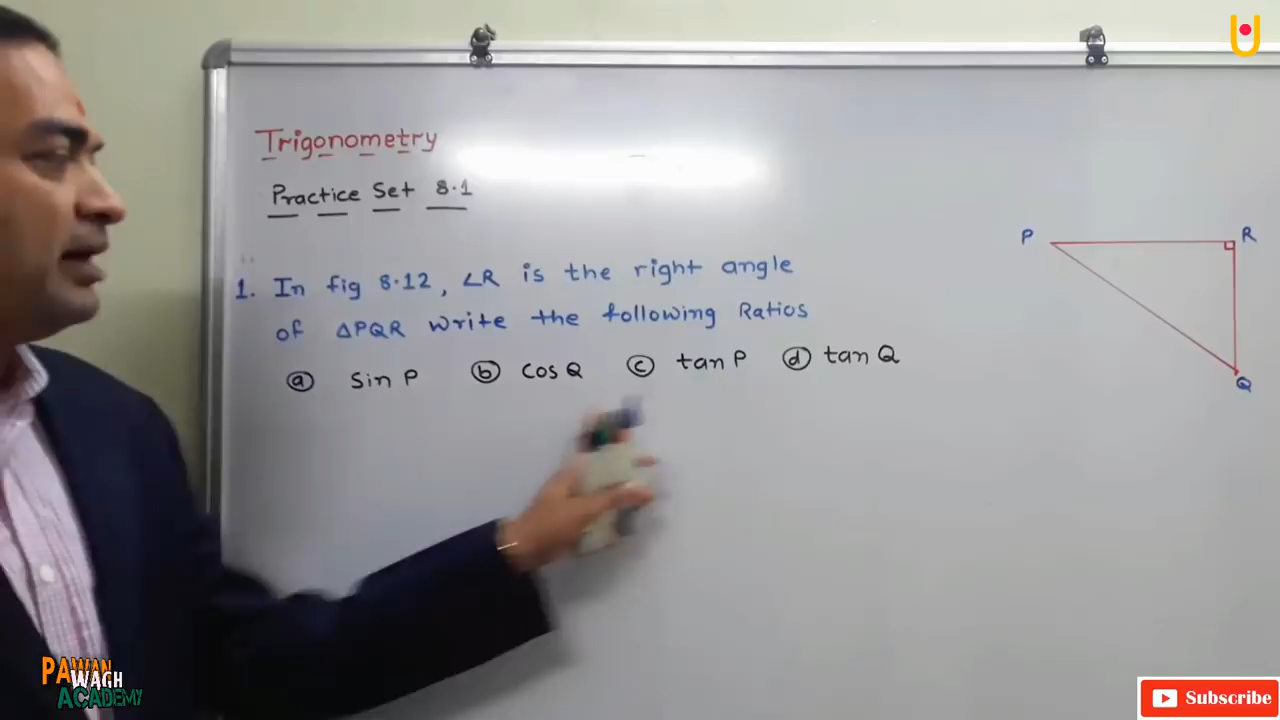 Trigonometry
Practice Set 8.1
1. In fig 8.12, ∠R is the right angle
of △PQR write the following Ratios
ⓐ sin P ⓑ cos Q ⓒ tan P ⓓ tan Q
P R
Q
PAWAN
WAGH
ACADEMY
Subscribe